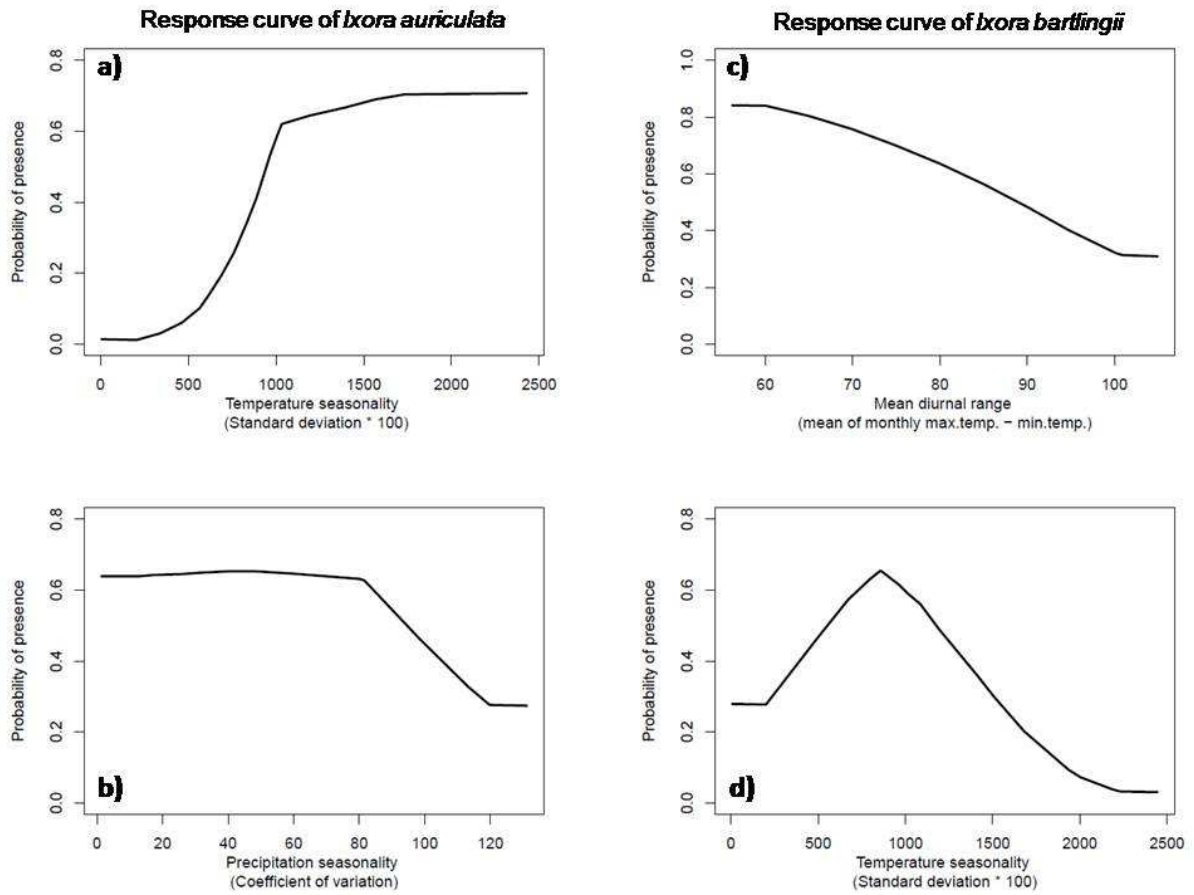 Response curve of Ixora auriculata
a)
Probability of presence
0.8
0.6
0.4
0.2
0.0
0 500 1000 1500 2000 2500
Temperature seasonality
(Standard deviation * 100)
Response curve of Ixora bartlingii
c)
Probability of presence
1.0
0.8
0.6
0.4
0.2
0.0
60 70 80 90 100
Mean diurnal range
(mean of monthly max.temp. − min.temp.)
b)
Probability of presence
0.8
0.6
0.4
0.2
0.0
0 20 40 60 80 100 120
Precipitation seasonality
(Coefficient of variation)
d)
Probability of presence
0.8
0.6
0.4
0.2
0.0
0 500 1000 1500 2000 2500
Temperature seasonality
(Standard deviation * 100)